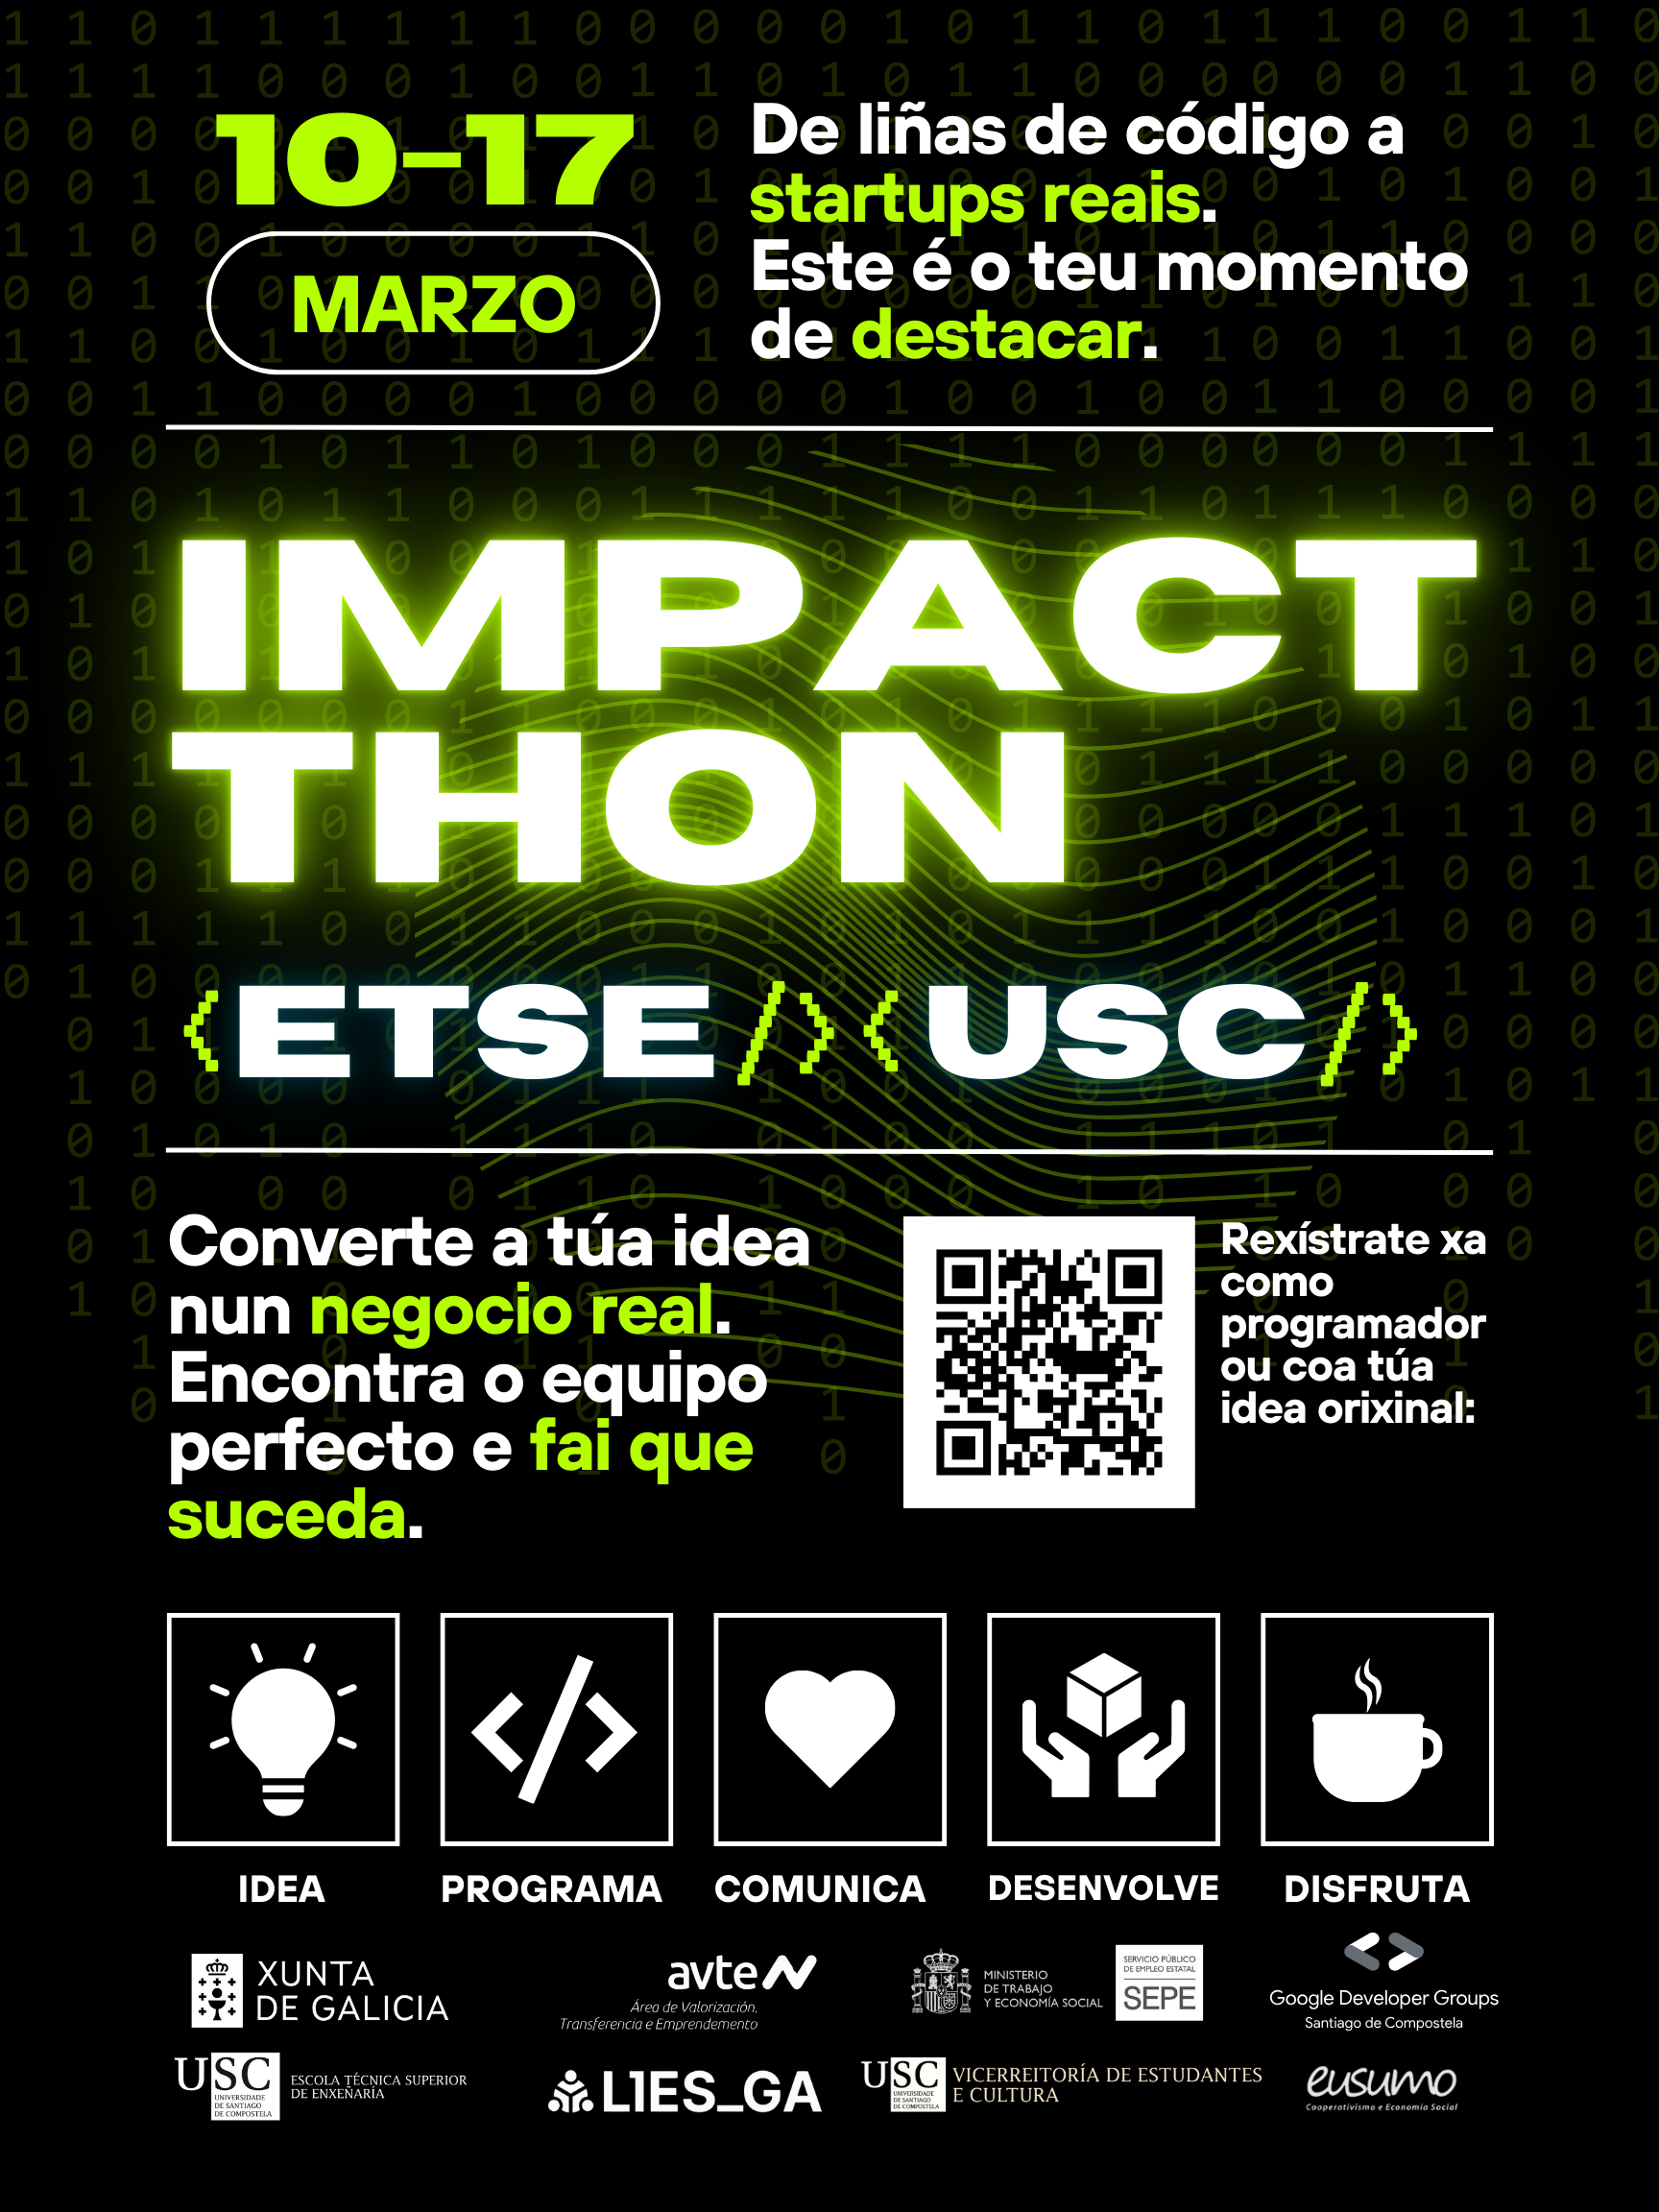 10-17
MARZO
De liñas de código a
startups reais.
Este é o teu momento
de destacar.
IMPACT
THON
<ETSE/><USC/>
Converte a túa idea
nun negocio real.
Encontra o equipo
perfecto e fai que
suceda.
Rexístrate xa
como
programador
ou coa túa
idea orixinal:
IDEA
PROGRAMA
COMUNICA
DESENVOLVE
DISFRUTA
XUNTA
DE GALICIA
avte
Área de Valorización,
Transferencia e Emprendemento
MINISTERIO
DE TRABAJO
Y ECONOMÍA SOCIAL
SERVICIO PÚBLICO
DE EMPLEO ESTATAL
SEPE
Google Developer Groups
Santiago de Compostela
USC
UNIVERSIDADE
DE SANTIAGO
DE COMPOSTELA
ESCOLA TÉCNICA SUPERIOR
DE ENXEÑARÍA
L1ES_GA
USC
UNIVERSIDADE
DE SANTIAGO
DE COMPOSTELA
VICERREITORÍA DE ESTUDANTES
E CULTURA
eusumo
Cooperativismo e Economía Social